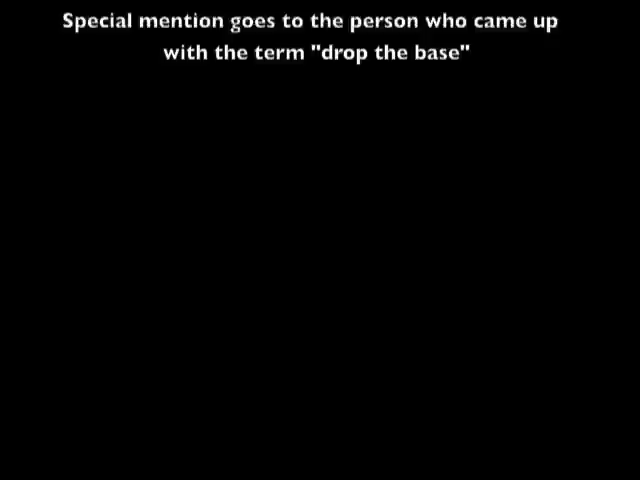 Special mention goes to the person who came up
with the term "drop the base"